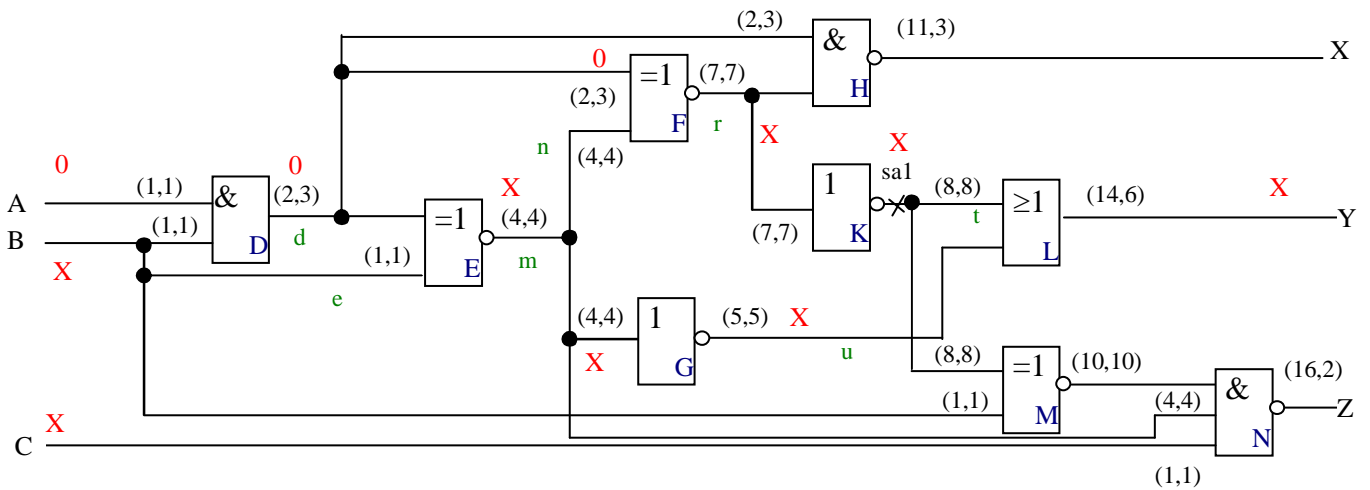 (2,3) & (11,3)
X
H
0 =1 (7,7)
(2,3)
F r X
n (4,4)
X
0 0
A (1,1) & (2,3)
B (1,1) D d
X
X =1 (4,4)
(1,1) E m
e
1 sa1 (8,8) ≥1 (14,6) X
(7,7) K t L Y
(4,4) 1 (5,5) X
X G u
(8,8) =1 (10,10) & (16,2)
(1,1) M (4,4) N Z
X
C
(1,1)